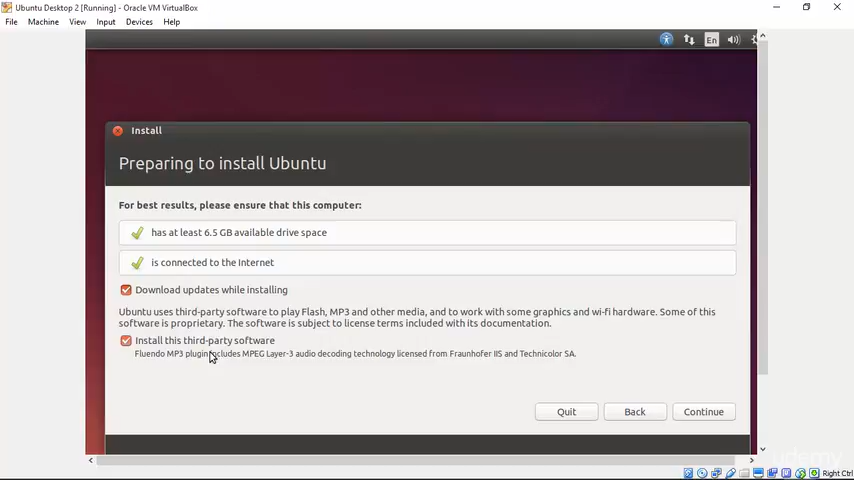 Ubuntu Desktop 2 [Running] - Oracle VM VirtualBox
File Machine View Input Devices Help
En
Install
Preparing to install Ubuntu
For best results, please ensure that this computer:
has at least 6.5 GB available drive space
is connected to the Internet
Download updates while installing
Ubuntu uses third-party software to play Flash, MP3 and other media, and to work with some graphics and wi-fi hardware. Some of this
software is proprietary. The software is subject to license terms included with its documentation.
Install this third-party software
Fluendo MP3 plugin includes MPEG Layer-3 audio decoding technology licensed from Fraunhofer IIS and Technicolor SA.
Quit Back Continue
udemy
Right Ctrl